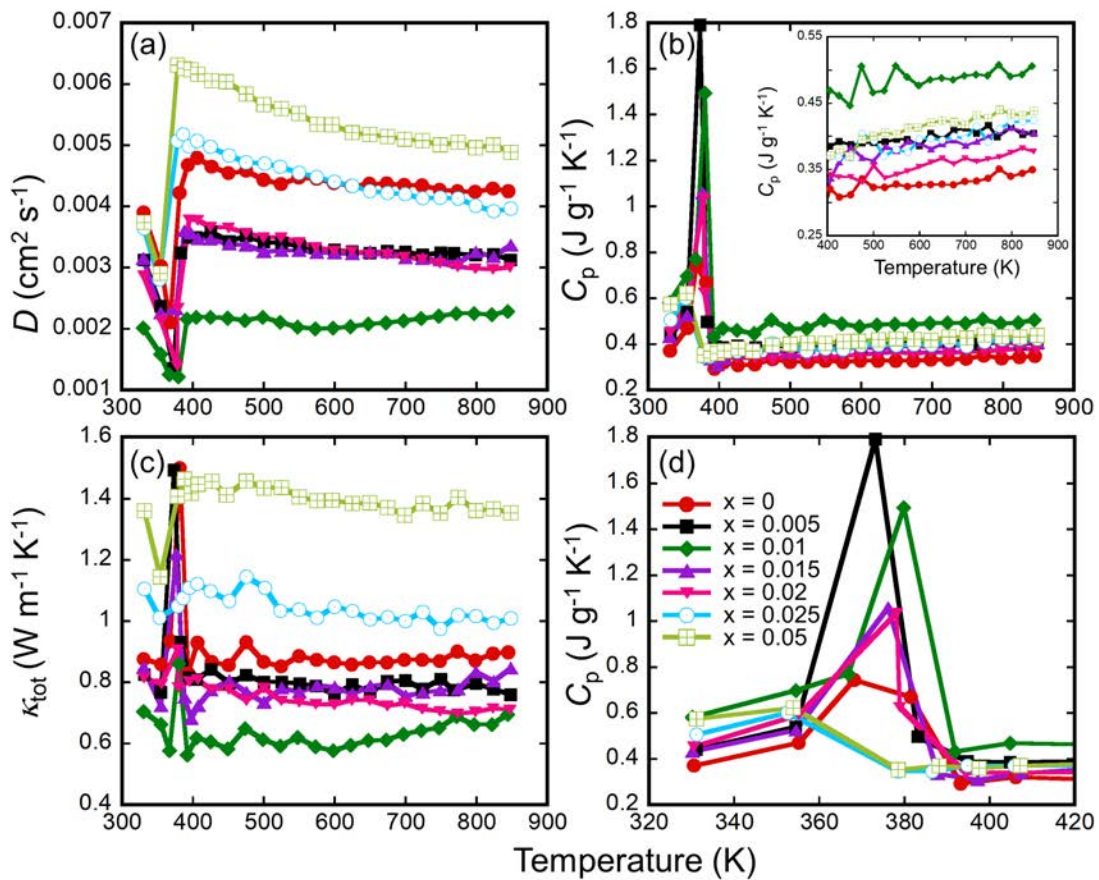 (a)
0.007
0.006
0.005
0.004
0.003
0.002
0.001
D (cm² s⁻¹)
300 400 500 600 700 800 900
(b)
1.8
1.6
1.4
1.2
1
0.8
0.6
0.4
0.2
Cp (J g⁻¹ K⁻¹)
300 400 500 600 700 800 900
0.55
0.45
0.35
0.25
Cp (J g⁻¹ K⁻¹)
400 500 600 700 800 900
Temperature (K)
(c)
1.6
1.4
1.2
1
0.8
0.6
0.4
κtot (W m⁻¹ K⁻¹)
300 400 500 600 700 800 900
(d)
1.8
1.6
1.4
1.2
1
0.8
0.6
0.4
0.2
Cp (J g⁻¹ K⁻¹)
x = 0
x = 0.005
x = 0.01
x = 0.015
x = 0.02
x = 0.025
x = 0.05
320 340 360 380 400 420
Temperature (K)